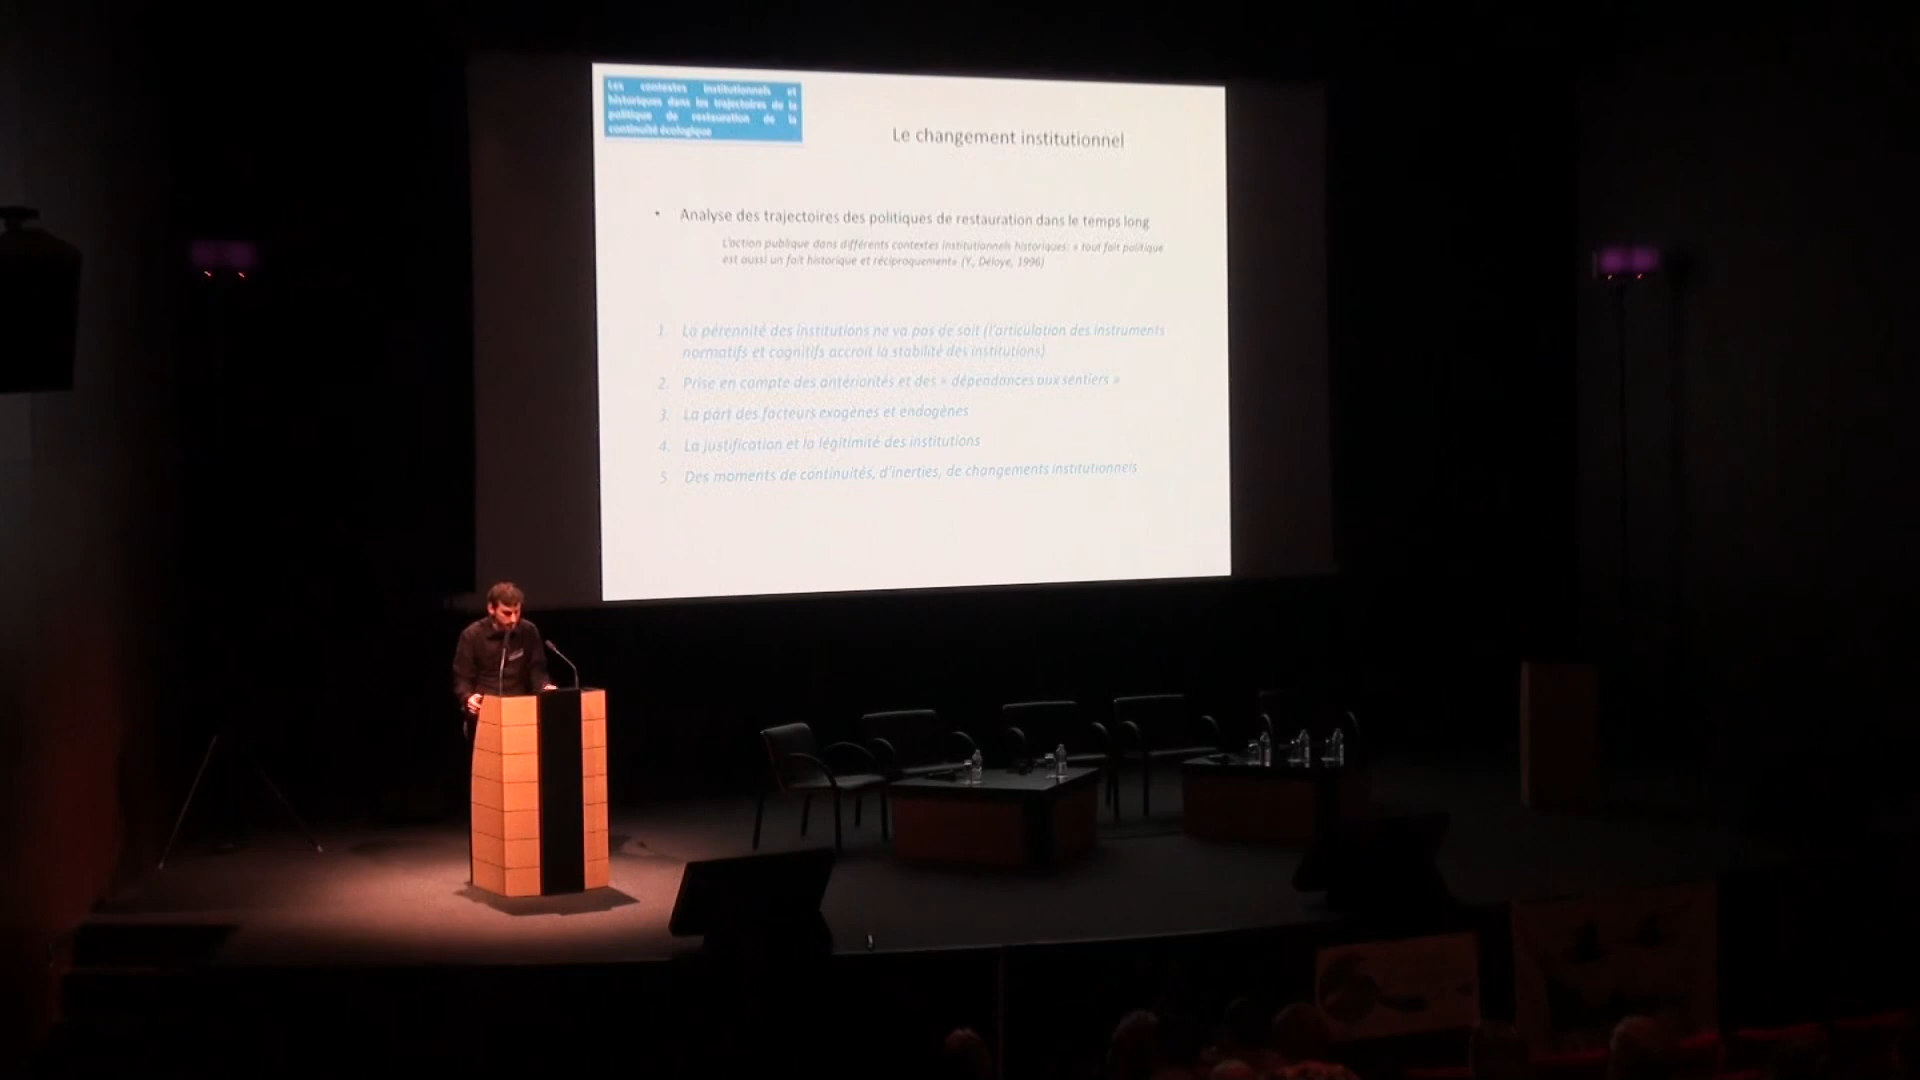 Les contextes institutionnels et
historiques dans les trajectoires de la
politique de restauration de la
continuité écologique
Le changement institutionnel
• Analyse des trajectoires des politiques de restauration dans le temps long
L'action publique dans différents contextes institutionnels historiques: « tout fait politique
est aussi un fait historique et réciproquement» (Y, Déloye, 1996)
1. La pérennité des institutions ne va pas de soit (l'articulation des instruments
normatifs et cognitifs accroit la stabilité des institutions)
2. Prise en compte des antériorités et des « dépendances aux sentiers »
3. La part des facteurs exogènes et endogènes
4. La justification et la légitimité des institutions
5 Des moments de continuités, d'inerties, de changements institutionnels